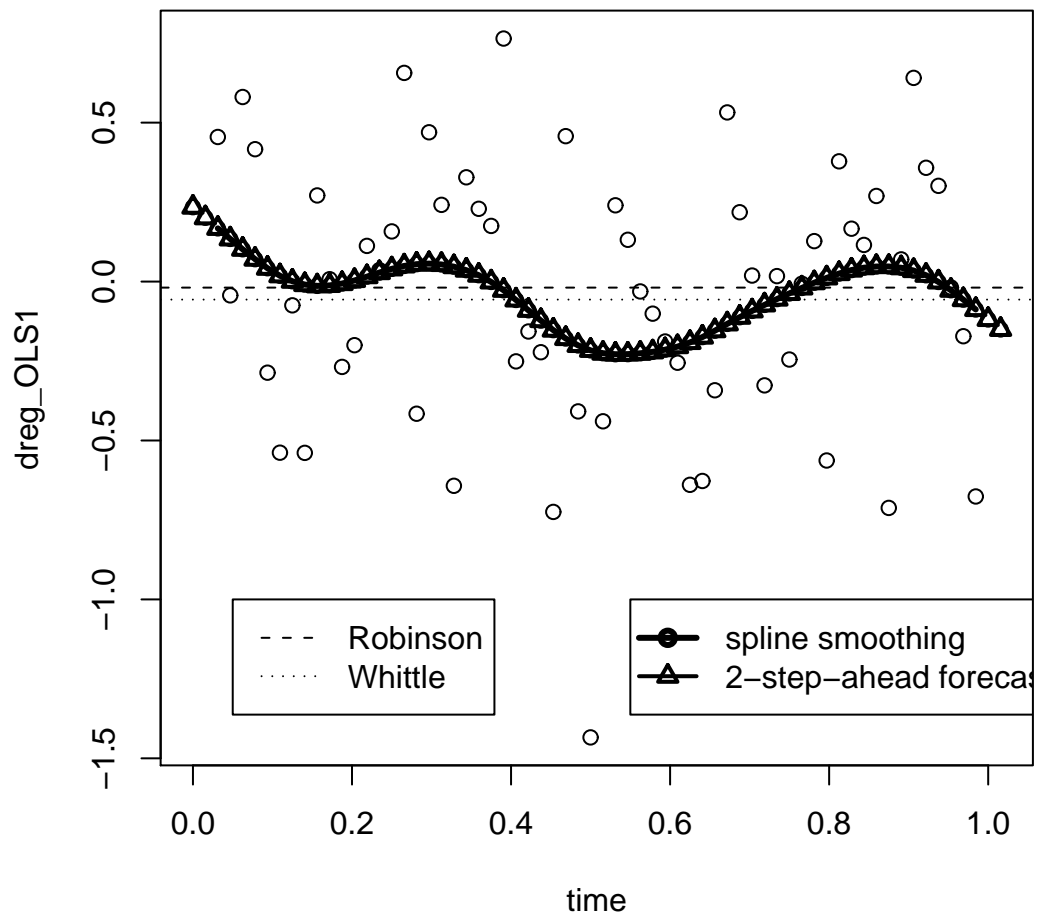 0.5
0.0
−0.5
−1.0
−1.5
dreg_OLS1
Robinson
Whittle
spline smoothing
2−step−ahead forecas
0.0 0.2 0.4 0.6 0.8 1.0
time